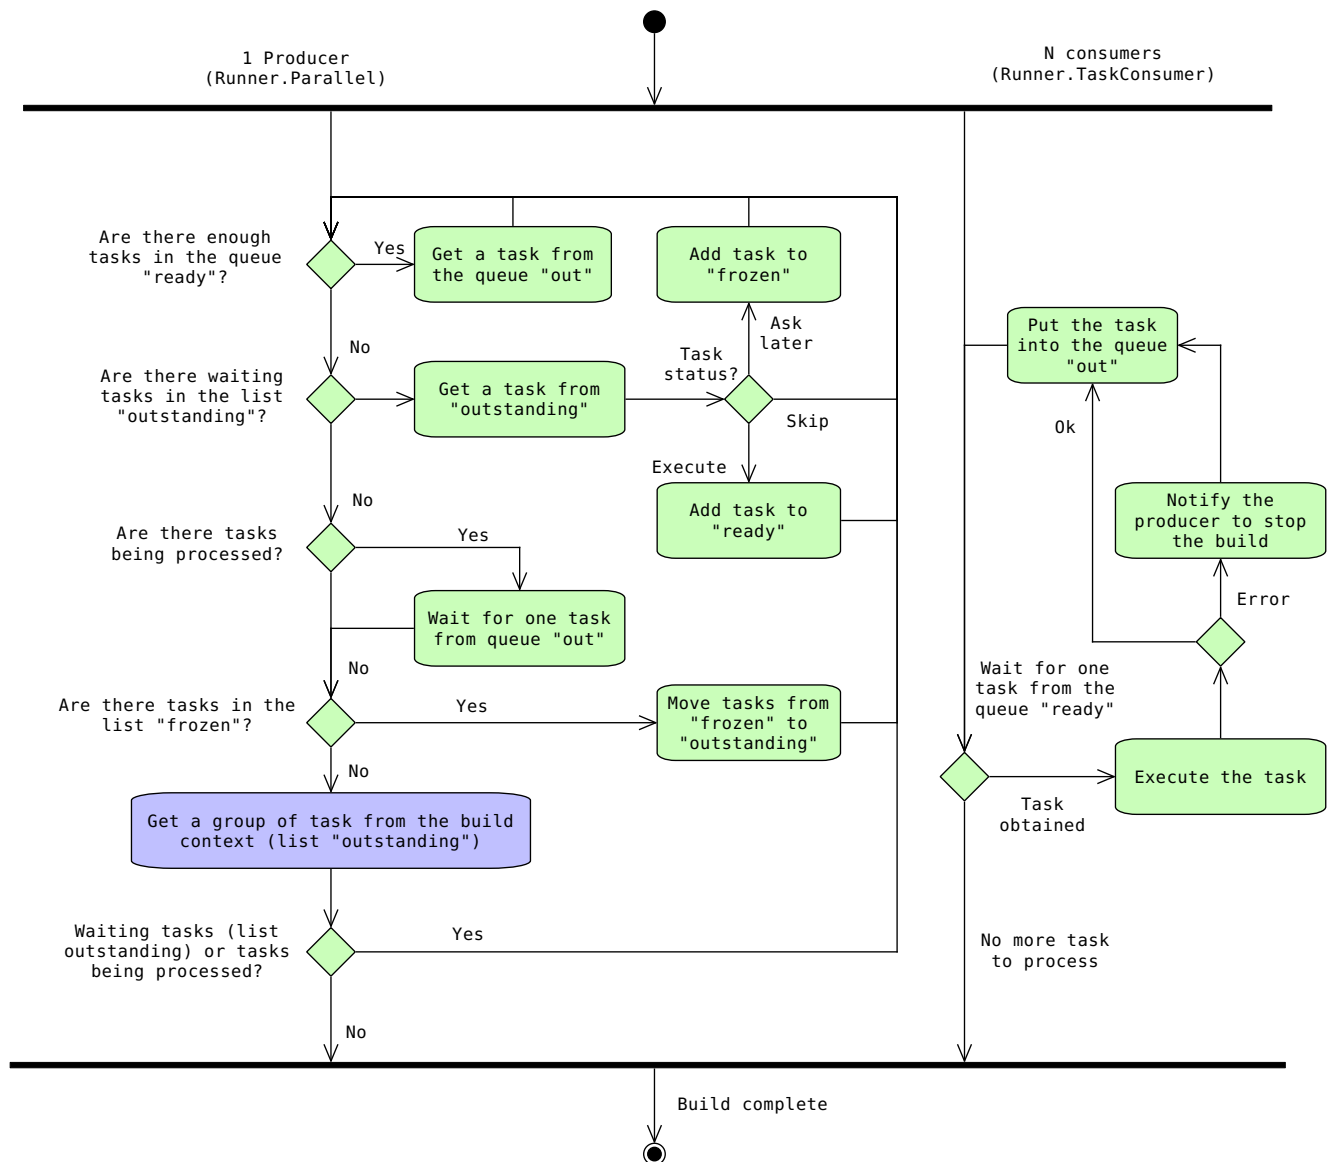 1 Producer
(Runner.Parallel)
N consumers
(Runner.TaskConsumer)
Are there enough
tasks in the queue
"ready"?
Yes
Get a task from
the queue "out"
Add task to
"frozen"
Ask
later
No
Task
status?
Are there waiting
tasks in the list
"outstanding"?
Get a task from
"outstanding"
Skip
Execute
Add task to
"ready"
No
Are there tasks
being processed?
Yes
Wait for one task
from queue "out"
No
Are there tasks in the
list "frozen"?
Yes
Move tasks from
"frozen" to
"outstanding"
No
Get a group of task from the build
context (list "outstanding")
Waiting tasks (list
outstanding) or tasks
being processed?
Yes
No
Put the task
into the queue
"out"
Ok
Notify the
producer to stop
the build
Error
Wait for one
task from the
queue "ready"
Execute the task
Task
obtained
No more task
to process
Build complete